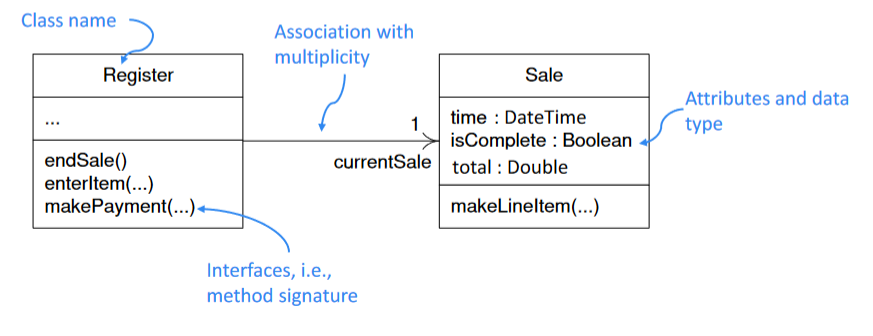 Class name
Association with
multiplicity
Register
Sale
Attributes and data
type
...
time : DateTime
isComplete : Boolean
total : Double
1
currentSale
endSale()
enterItem(...)
makePayment(...)
makeLineItem(...)
Interfaces, i.e.,
method signature